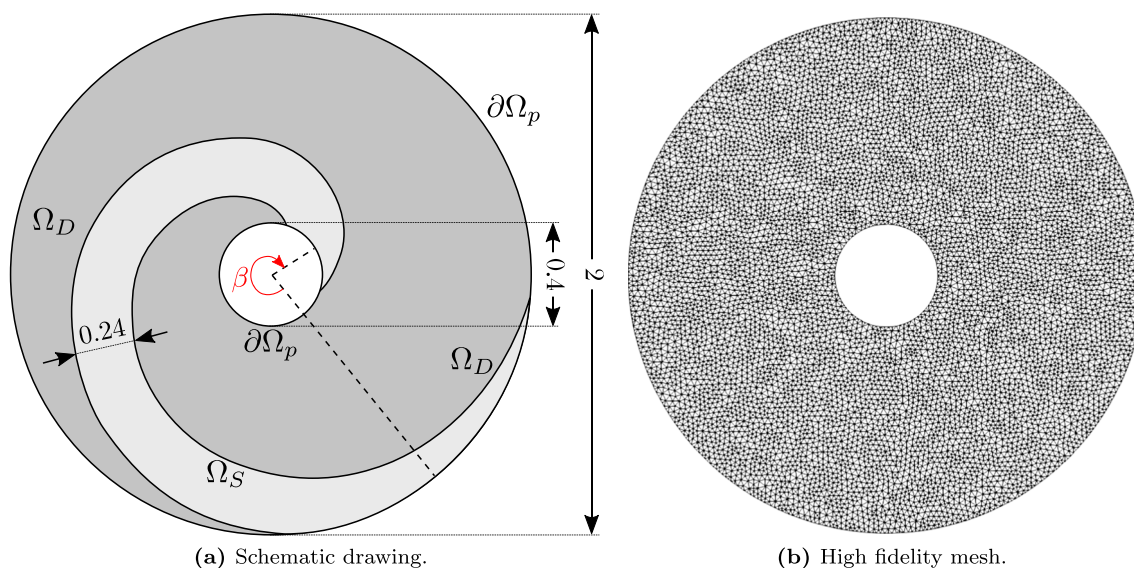 ∂Ω_p
Ω_D
β
0.4
2
0.24
∂Ω_p
Ω_D
Ω_S
(a) Schematic drawing.
(b) High fidelity mesh.